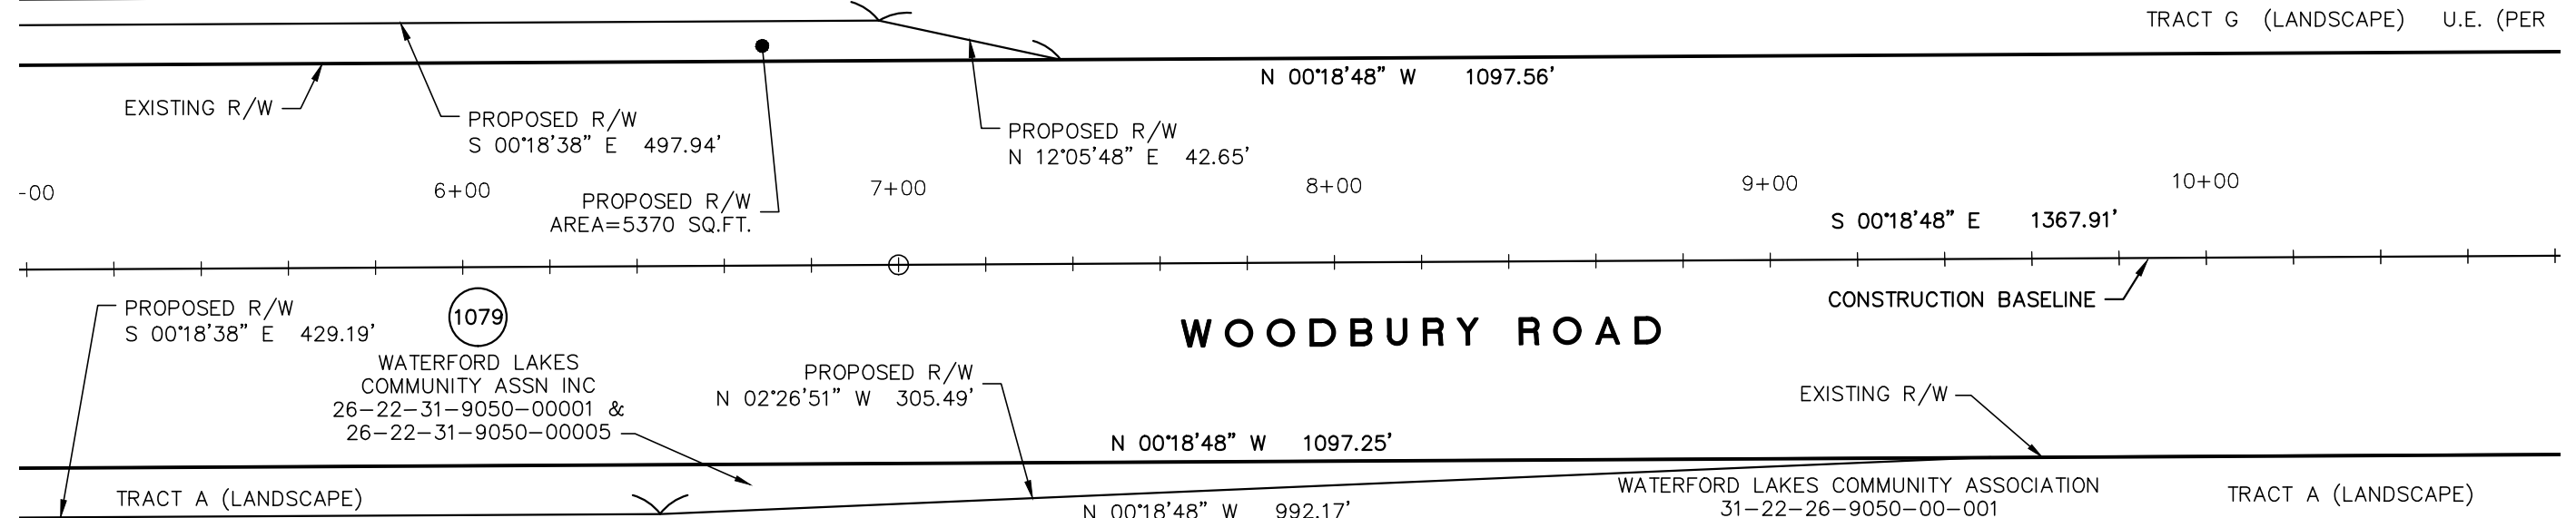 TRACT G (LANDSCAPE) U.E. (PER
N 00°18'48" W 1097.56'
EXISTING R/W
PROPOSED R/W
S 00°18'38" E 497.94'
PROPOSED R/W
N 12°05'48" E 42.65'
-00
6+00
7+00
8+00
9+00
10+00
PROPOSED R/W
AREA=5370 SQ.FT.
S 00°18'48" E 1367.91'
PROPOSED R/W
S 00°18'38" E 429.19'
1079
WATERFORD LAKES
COMMUNITY ASSN INC
26-22-31-9050-00001 &
26-22-31-9050-00005
WOODBURY ROAD
CONSTRUCTION BASELINE
PROPOSED R/W
N 02°26'51" W 305.49'
EXISTING R/W
N 00°18'48" W 1097.25'
TRACT A (LANDSCAPE)
N 00°18'48" W 992.17'
WATERFORD LAKES COMMUNITY ASSOCIATION
31-22-26-9050-00-001
TRACT A (LANDSCAPE)